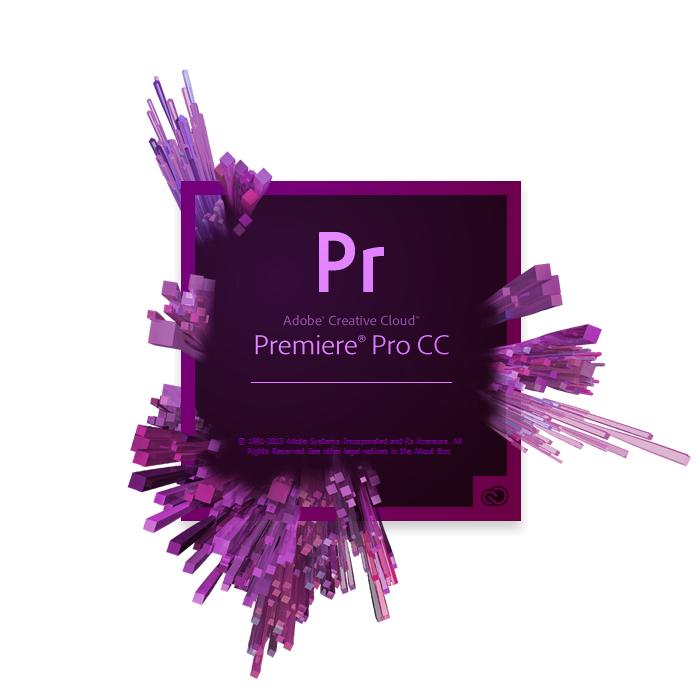 Pr
Adobe® Creative Cloud™
Premiere® Pro CC
© 1991-2013 Adobe Systems Incorporated and its licensors. All
Rights Reserved. See other legal notices in the About Box.